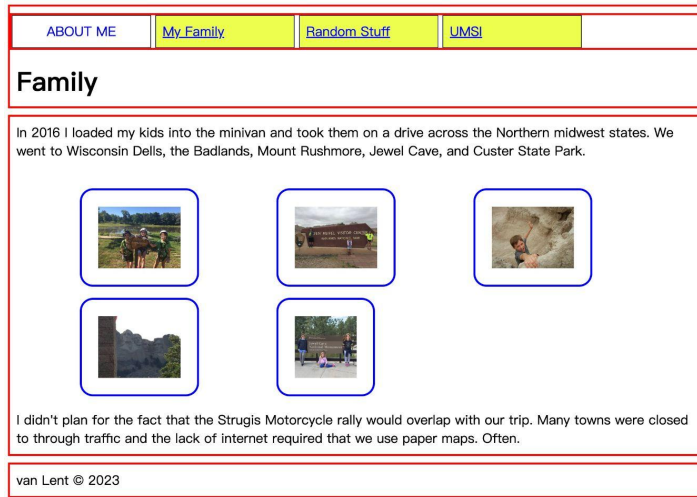 ABOUT ME
My Family
Random Stuff
UMSI
Family
In 2016 I loaded my kids into the minivan and took them on a drive across the Northern midwest states. We
went to Wisconsin Dells, the Badlands, Mount Rushmore, Jewel Cave, and Custer State Park.
I didn't plan for the fact that the Strugis Motorcycle rally would overlap with our trip. Many towns were closed
to through traffic and the lack of internet required that we use paper maps. Often.
van Lent © 2023